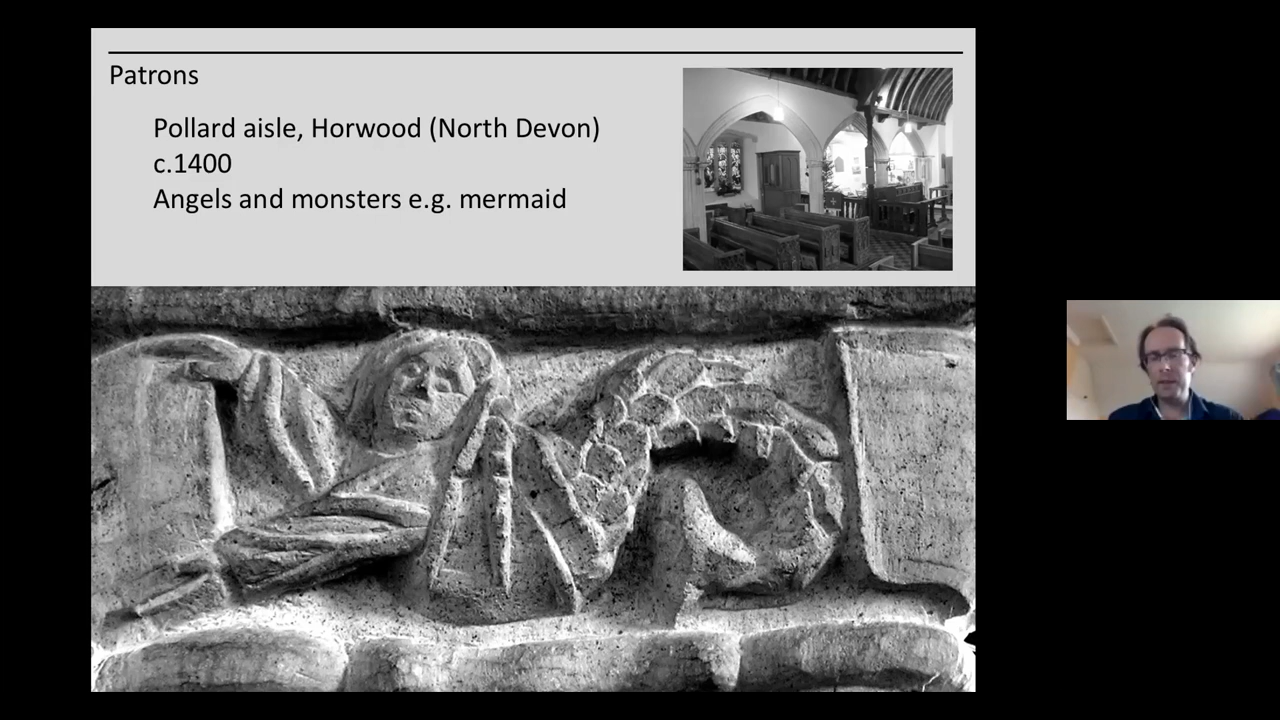 Patrons
Pollard aisle, Horwood (North Devon)
c.1400
Angels and monsters e.g. mermaid